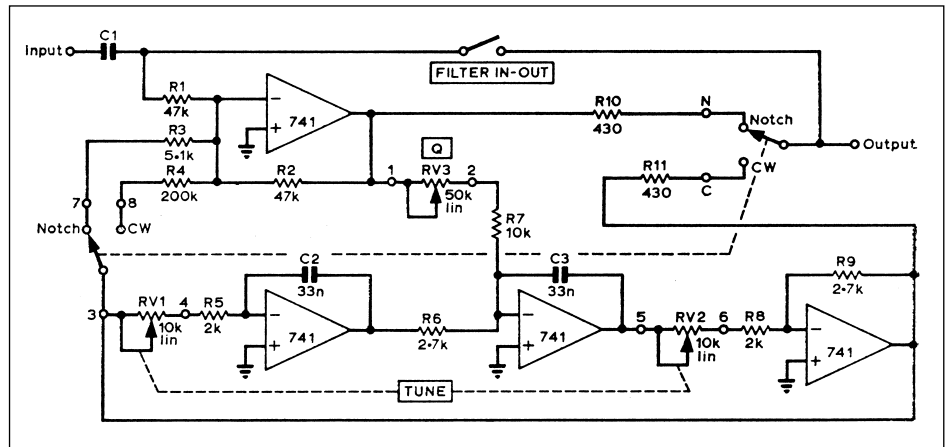 Input
C1
FILTER IN-OUT
R1
47k
−
+
741
R3
5·1k
R4
200k
R2
47k
1
Q
RV3
2
50k
lin
R10
430
N
Notch
Output
R11
430
C
CW
7
8
Notch
CW
R7
10k
C2
33n
C3
33n
R9
2·7k
3
RV1
10k
lin
4
R5
2k
−
+
741
R6
2·7k
−
+
741
5
RV2
10k
lin
6
R8
2k
−
+
741
TUNE